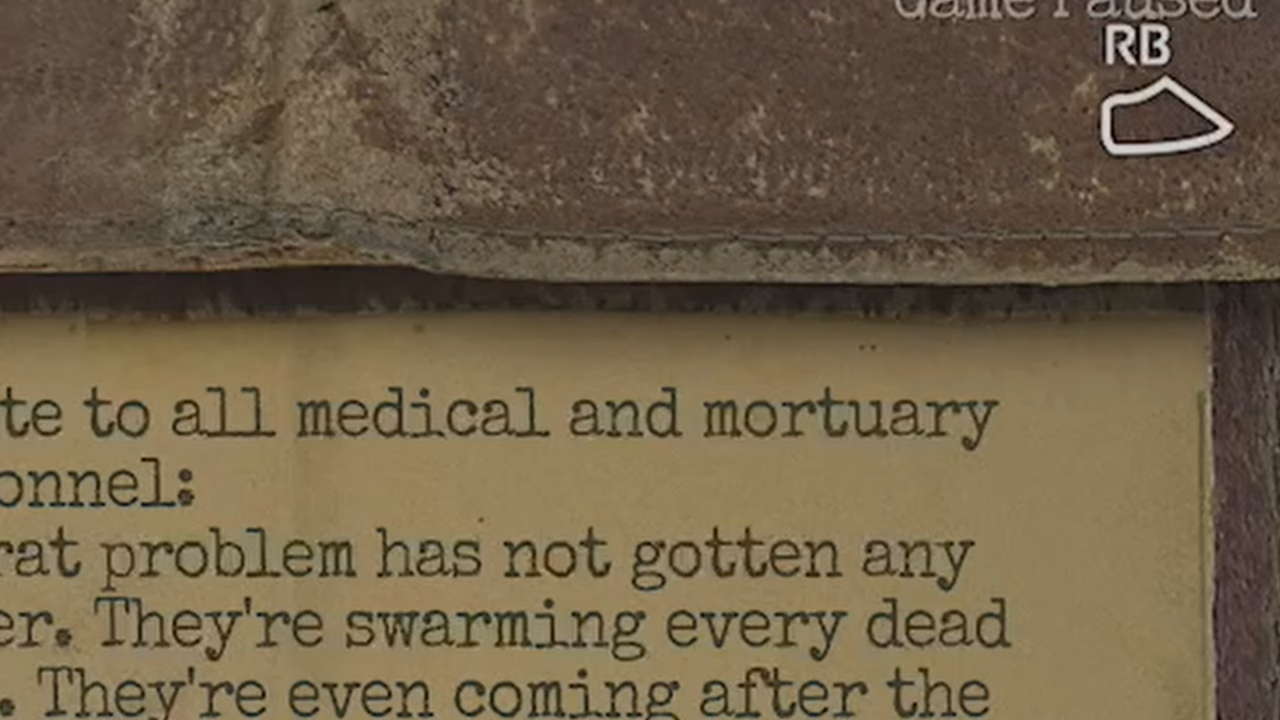 Game Paused
RB
te to all medical and mortuary
onnel:
rat problem has not gotten any
er. They're swarming every dead
. They're even coming after the